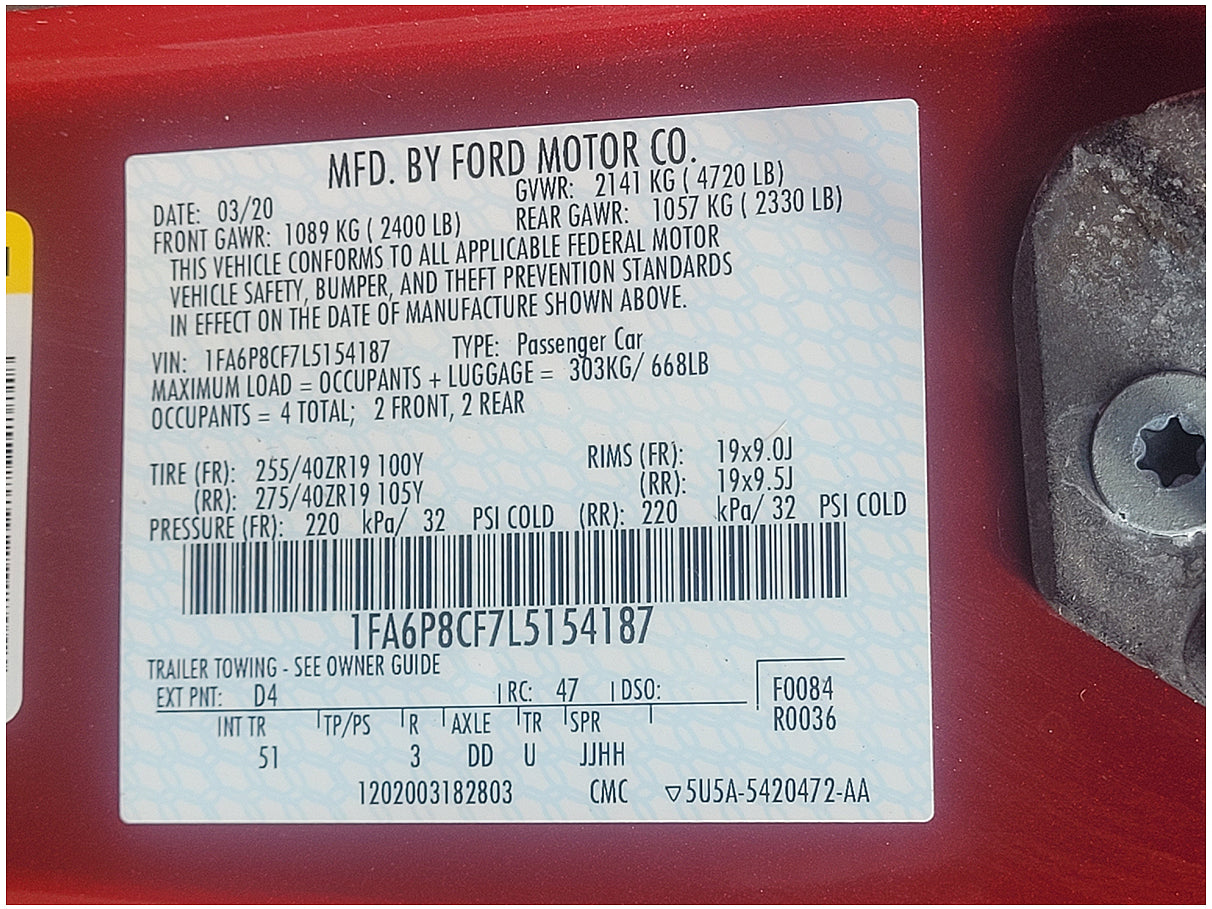 MFD. BY FORD MOTOR CO.
DATE: 03/20 GVWR: 2141 KG ( 4720 LB)
FRONT GAWR: 1089 KG ( 2400 LB) REAR GAWR: 1057 KG ( 2330 LB)
THIS VEHICLE CONFORMS TO ALL APPLICABLE FEDERAL MOTOR
VEHICLE SAFETY, BUMPER, AND THEFT PREVENTION STANDARDS
IN EFFECT ON THE DATE OF MANUFACTURE SHOWN ABOVE.
VIN: 1FA6P8CF7L5154187 TYPE: Passenger Car
MAXIMUM LOAD = OCCUPANTS + LUGGAGE = 303KG/ 668LB
OCCUPANTS = 4 TOTAL; 2 FRONT, 2 REAR
TIRE (FR): 255/40ZR19 100Y RIMS (FR): 19x9.0J
(RR): 275/40ZR19 105Y (RR): 19x9.5J
PRESSURE (FR): 220 kPa/ 32 PSI COLD (RR): 220 kPa/ 32 PSI COLD
1FA6P8CF7L5154187
TRAILER TOWING - SEE OWNER GUIDE
EXT PNT: D4 RC: 47 DSO: F0084
INT TR TP/PS R AXLE TR SPR R0036
51 3 DD U JJHH
1202003182803 CMC ▽5U5A-5420472-AA